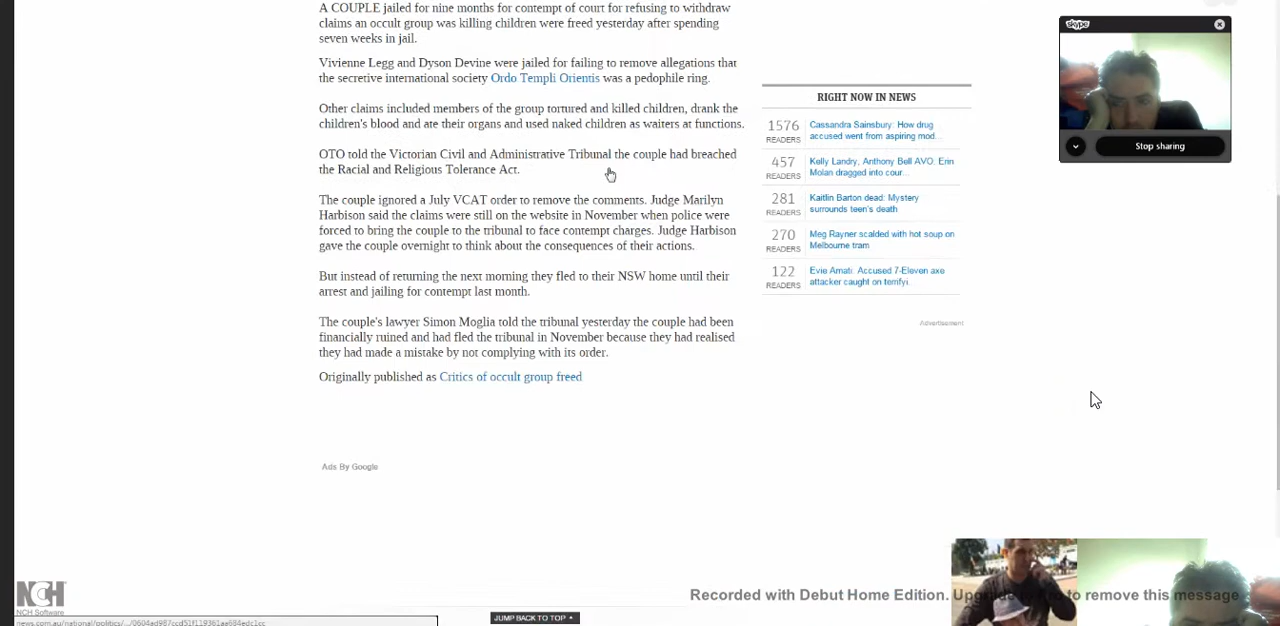 A COUPLE jailed for nine months for contempt of court for refusing to withdraw
claims an occult group was killing children were freed yesterday after spending
seven weeks in jail.
Vivienne Legg and Dyson Devine were jailed for failing to remove allegations that
the secretive international society Ordo Templi Orientis was a pedophile ring.
Other claims included members of the group tortured and killed children, drank the
children's blood and ate their organs and used naked children as waiters at functions.
OTO told the Victorian Civil and Administrative Tribunal the couple had breached
the Racial and Religious Tolerance Act.
The couple ignored a July VCAT order to remove the comments. Judge Marilyn
Harbison said the claims were still on the website in November when police were
forced to bring the couple to the tribunal to face contempt charges. Judge Harbison
gave the couple overnight to think about the consequences of their actions.
But instead of returning the next morning they fled to their NSW home until their
arrest and jailing for contempt last month.
The couple's lawyer Simon Moglia told the tribunal yesterday the couple had been
financially ruined and had fled the tribunal in November because they had realised
they had made a mistake by not complying with its order.
Originally published as Critics of occult group freed
Ads By Google
RIGHT NOW IN NEWS
1576 READERS
Cassandra Sainsbury: How drug
accused went from aspiring mod...
457 READERS
Kelly Landry, Anthony Bell AVO: Erin
Molan dragged into cour...
281 READERS
Kaitlin Barton dead: Mystery
surrounds teen's death
270 READERS
Meg Rayner scalded with hot soup on
Melbourne tram
122 READERS
Evie Amati: Accused 7-Eleven axe
attacker caught on terrifyi...
Advertisement
skype
Stop sharing
NCH
NCH Software
JUMP BACK TO TOP
Recorded with Debut Home Edition. to remove this message